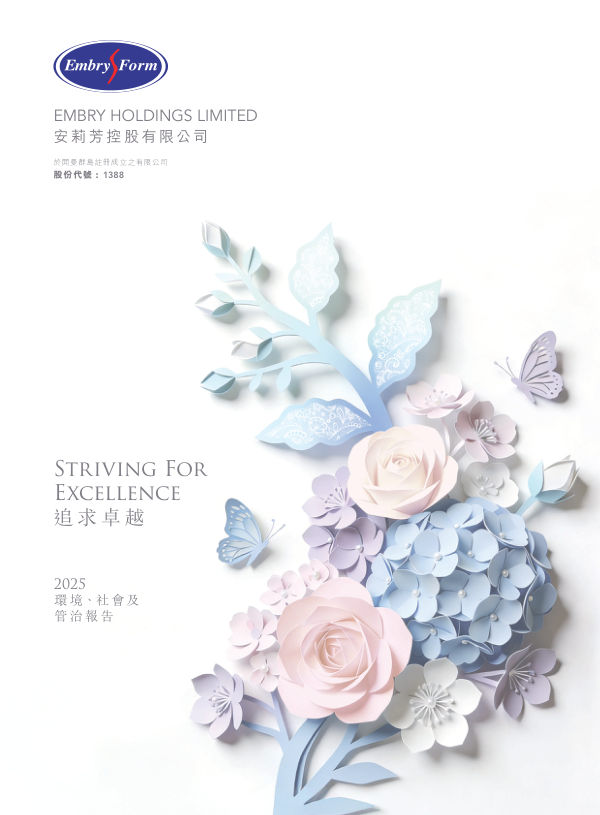 Embry Form
EMBRY HOLDINGS LIMITED
安莉芳控股有限公司
於開曼群島註冊成立之有限公司
股份代號：1388
STRIVING FOR
EXCELLENCE
追求卓越
2025
環境、社會及
管治報告